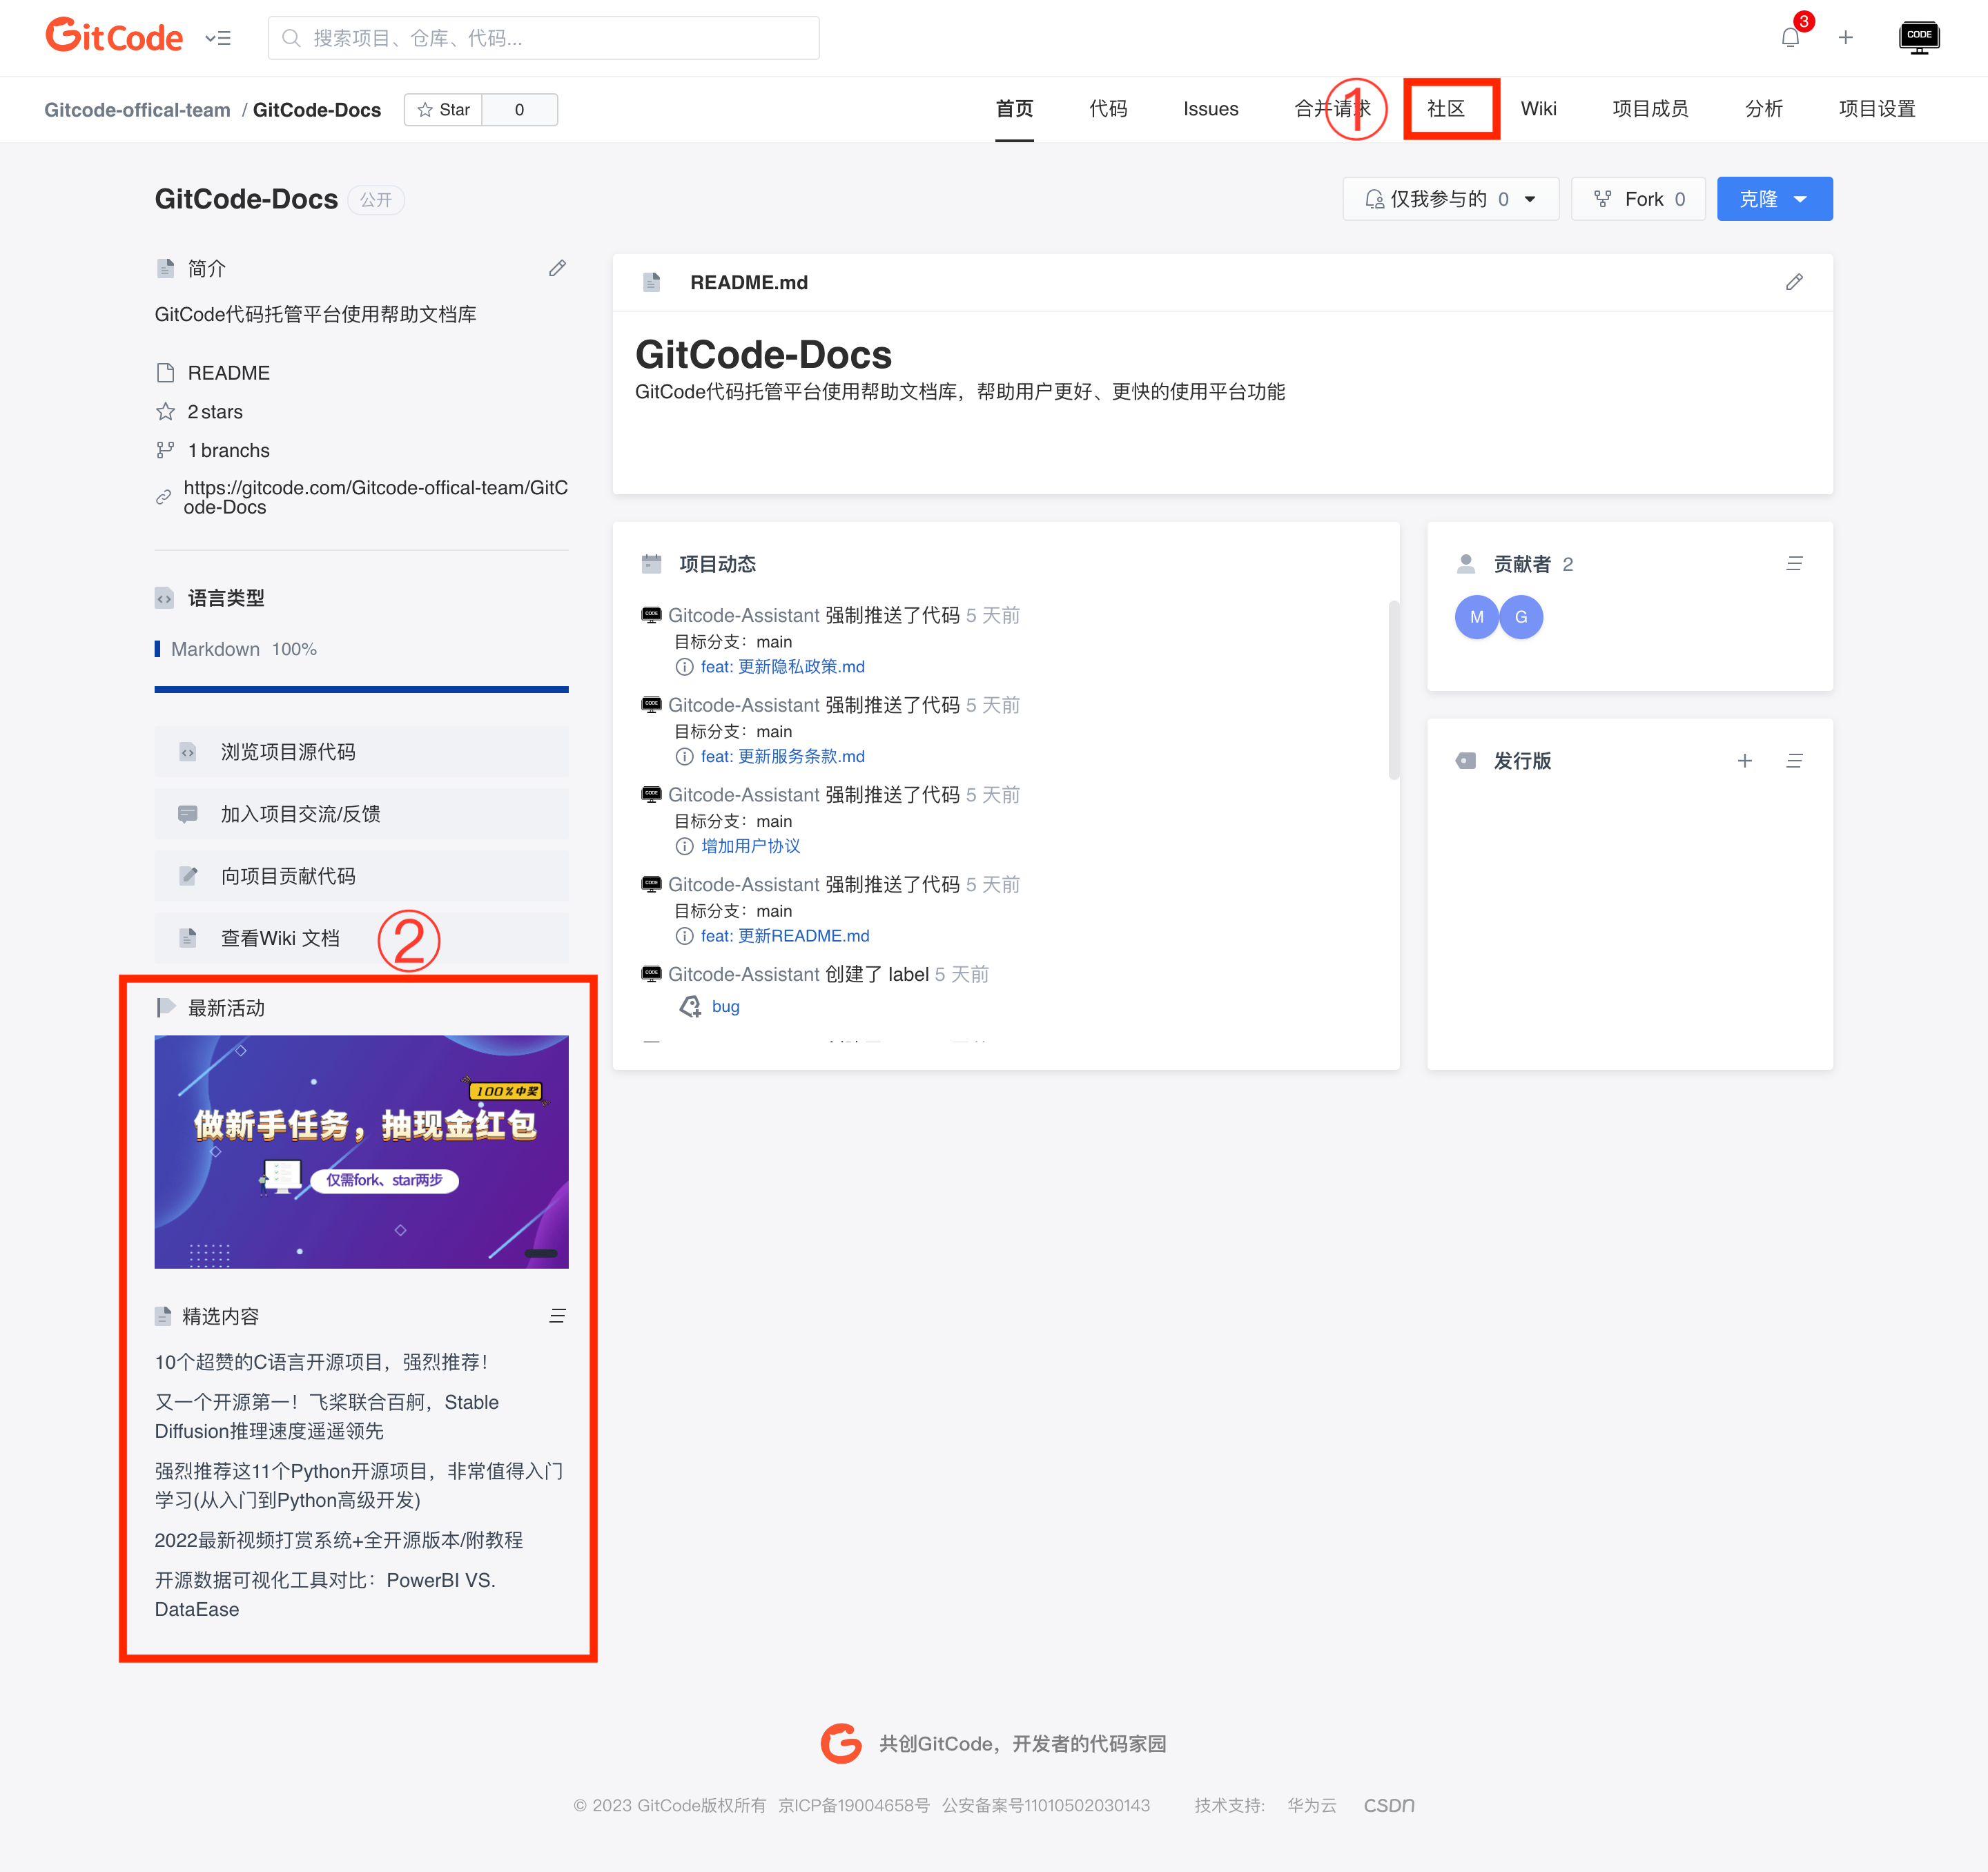 GitCode
搜索项目、仓库、代码...
3
CODE
Gitcode-offical-team / GitCode-Docs
Star 0
首页 代码 Issues 合并请求 ① 社区 Wiki 项目成员 分析 项目设置
GitCode-Docs 公开
仅我参与的 0
Fork 0
克隆
简介
GitCode代码托管平台使用帮助文档库
README
2 stars
1 branchs
https://gitcode.com/Gitcode-offical-team/GitC
ode-Docs
语言类型
Markdown 100%
浏览项目源代码
加入项目交流/反馈
向项目贡献代码
查看Wiki 文档
②
最新活动
100%中奖
做新手任务，抽现金红包
仅需fork、star两步
精选内容
10个超赞的C语言开源项目，强烈推荐！
又一个开源第一！飞桨联合百舸，Stable
Diffusion推理速度遥遥领先
强烈推荐这11个Python开源项目，非常值得入门
学习(从入门到Python高级开发)
2022最新视频打赏系统+全开源版本/附教程
开源数据可视化工具对比：PowerBI VS.
DataEase
README.md
GitCode-Docs
GitCode代码托管平台使用帮助文档库，帮助用户更好、更快的使用平台功能
项目动态
Gitcode-Assistant 强制推送了代码 5 天前
目标分支：main
feat: 更新隐私政策.md
Gitcode-Assistant 强制推送了代码 5 天前
目标分支：main
feat: 更新服务条款.md
Gitcode-Assistant 强制推送了代码 5 天前
目标分支：main
增加用户协议
Gitcode-Assistant 强制推送了代码 5 天前
目标分支：main
feat: 更新README.md
Gitcode-Assistant 创建了 label 5 天前
bug
贡献者 2
M G
发行版
共创GitCode，开发者的代码家园
© 2023 GitCode版权所有 京ICP备19004658号 公安备案号11010502030143 技术支持: 华为云 CSDN